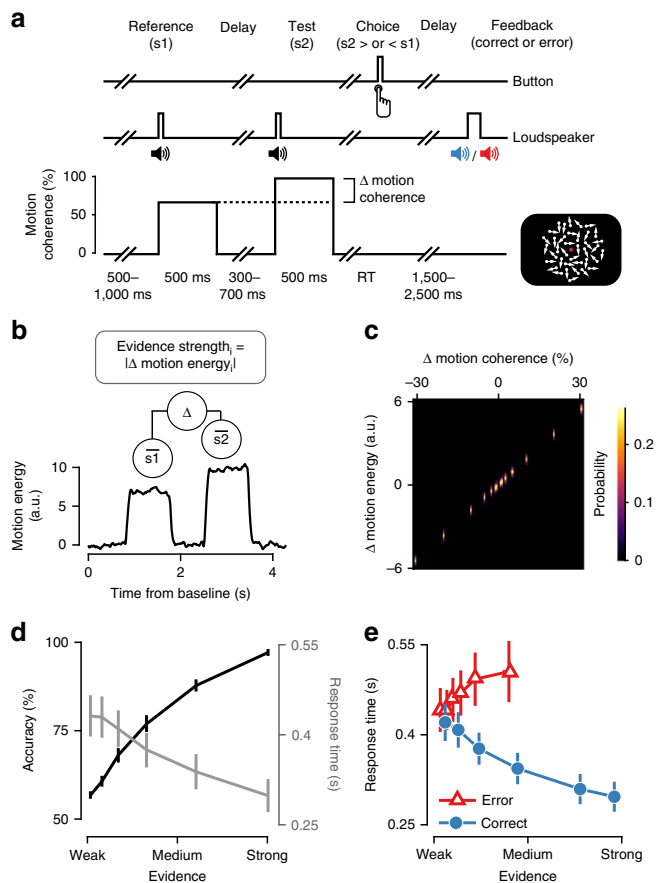 a
Reference Delay Test Choice Delay Feedback
(s1) (s2) (s2 > or < s1) (correct or error)
Button
Loudspeaker
/
Motion
coherence (%)
100
50
0
Δ motion
coherence
500–
1,000 ms
500 ms
300–
700 ms
500 ms
RT
1,500–
2,500 ms
b
Evidence strengthᵢ =
|Δ motion energyᵢ|
Δ
s1
s2
Motion energy
(a.u.)
10
5
0
0 2 4
Time from baseline (s)
c
Δ motion coherence (%)
–30 0 30
Δ motion energy (a.u.)
6
0
–6
Probability
0.2
0.1
0
d
Accuracy (%)
100
75
50
0.55
0.4
0.25
Response time (s)
Weak Medium Strong
Evidence
e
Response time (s)
0.55
0.4
0.25
Error
Correct
Weak Medium Strong
Evidence